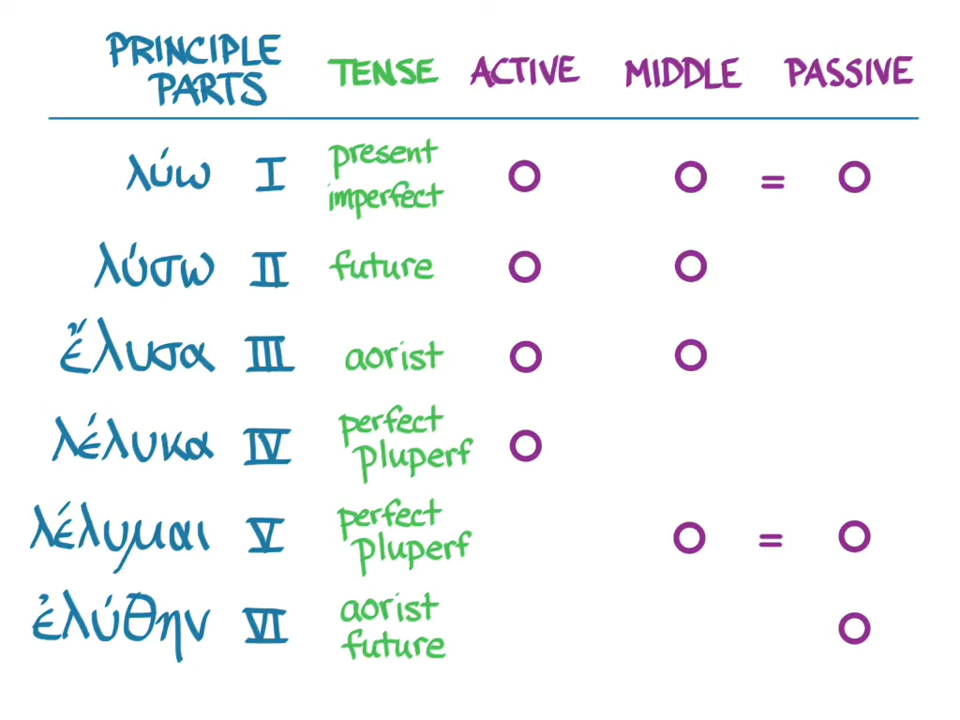 PRINCIPLE PARTS TENSE ACTIVE MIDDLE PASSIVE
λύω I present imperfect O O = O
λύσω II future O O
ἔλυσα III aorist O O
λέλυκα IV perfect pluperf O
λέλυμαι V perfect pluperf O = O
ἐλύθην VI aorist future O